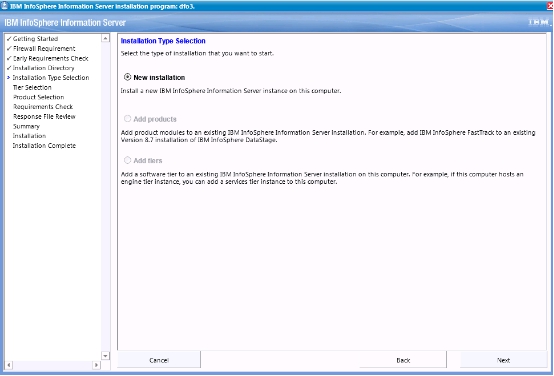 IBM InfoSphere Information Server installation program: dfo3.
IBM InfoSphere Information Server
IBM.
Getting Started
Firewall Requirement
Early Requirements Check
Installation Directory
Installation Type Selection
Tier Selection
Product Selection
Requirements Check
Response File Review
Summary
Installation
Installation Complete
Installation Type Selection
Select the type of installation that you want to start.
New installation
Install a new IBM InfoSphere Information Server instance on this computer.
Add products
Add product modules to an existing IBM InfoSphere Information Server installation. For example, add IBM InfoSphere FastTrack to an existing
Version 8.7 installation of IBM InfoSphere DataStage.
Add tiers
Add a software tier to an existing IBM InfoSphere Information Server installation on this computer. For example, if this computer hosts an
engine tier instance, you can add a services tier instance to this computer.
Cancel
Back
Next